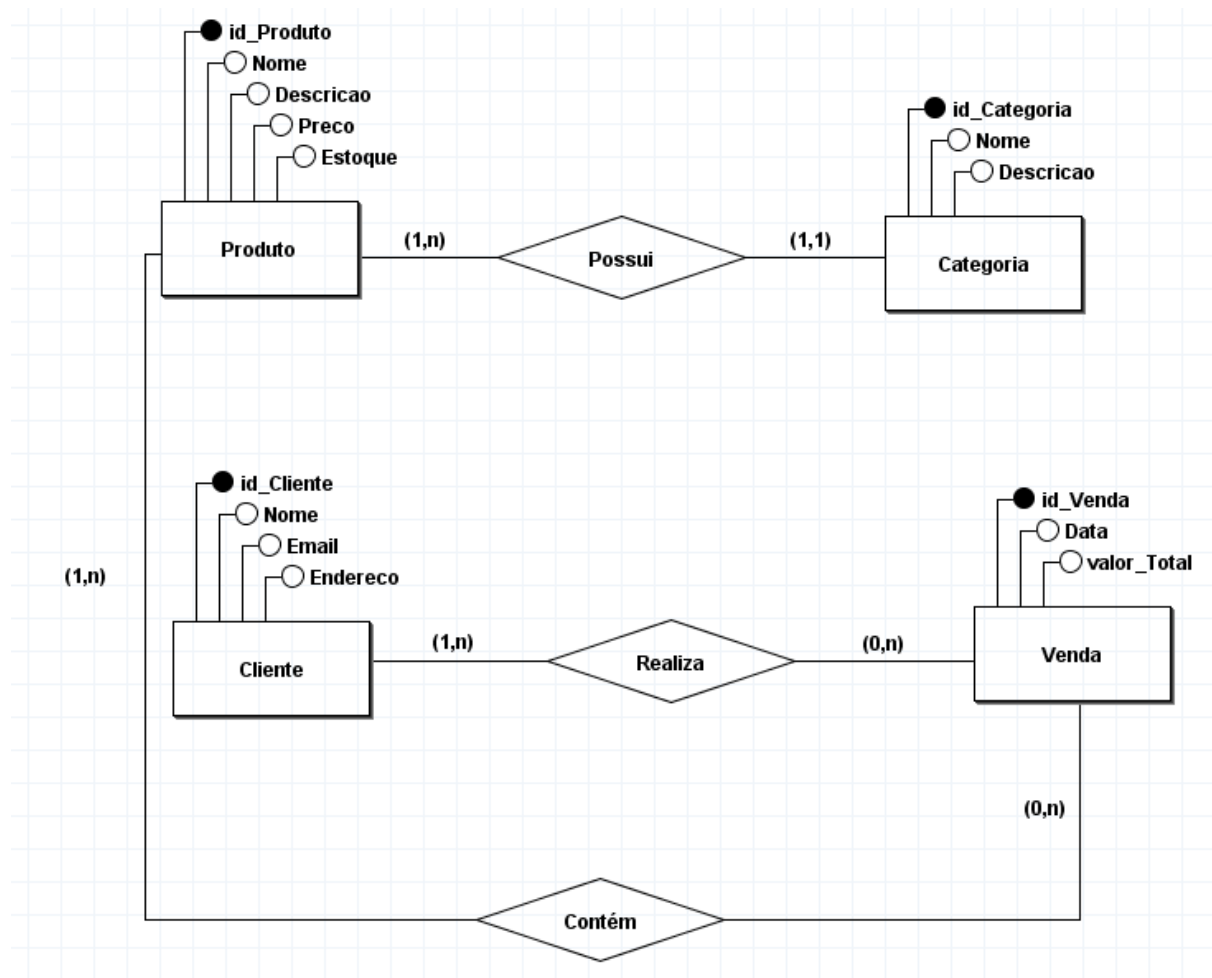 id_Produto
Nome
Descricao
Preco
Estoque
Produto
(1,n)
Possui
(1,1)
id_Categoria
Nome
Descricao
Categoria
(1,n)
id_Cliente
Nome
Email
Endereco
Cliente
(1,n)
Realiza
(0,n)
id_Venda
Data
valor_Total
Venda
(0,n)
Contém